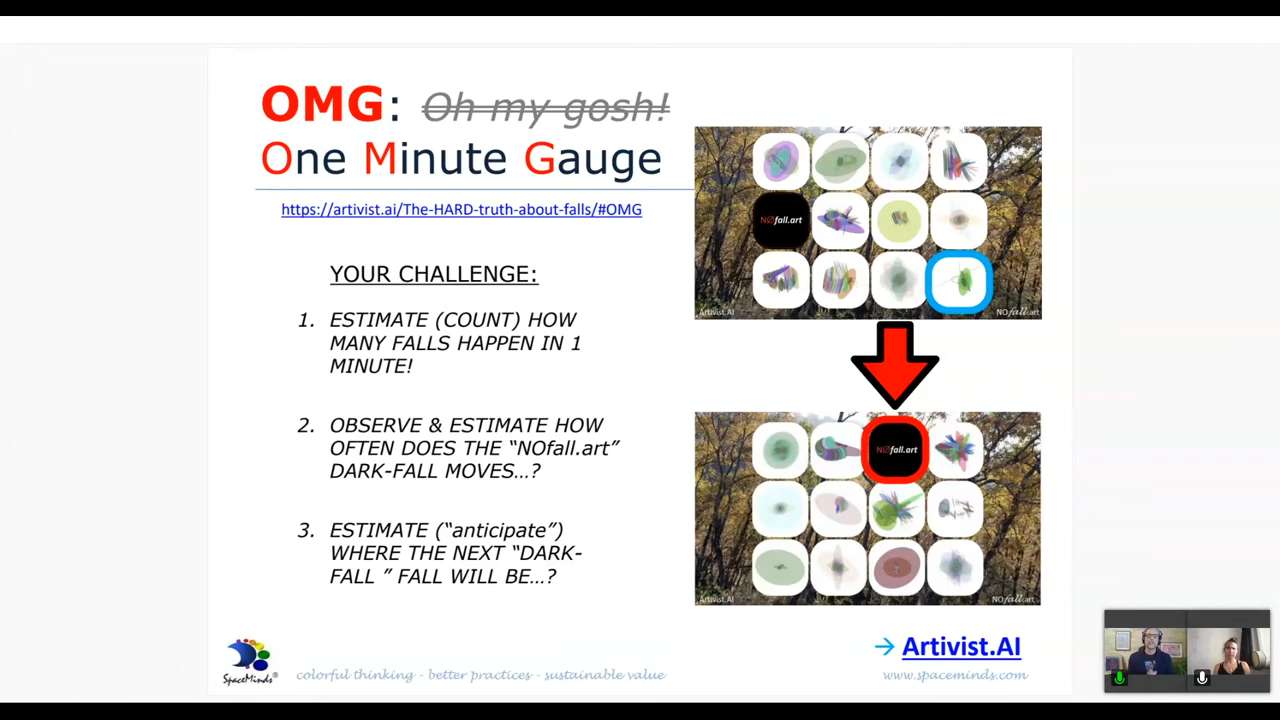 OMG: Oh my gosh!
One Minute Gauge
https://artivist.ai/The-HARD-truth-about-falls/#OMG
YOUR CHALLENGE:
1. ESTIMATE (COUNT) HOW
MANY FALLS HAPPEN IN 1
MINUTE!
2. OBSERVE & ESTIMATE HOW
OFTEN DOES THE “NOfall.art”
DARK-FALL MOVES…?
3. ESTIMATE (“anticipate”)
WHERE THE NEXT “DARK-
FALL ” FALL WILL BE…?
NØfall.art
Artivist.AI
NOfall.art
NØfall.art
Artivist.AI
NOfall.art
→ Artivist.AI
SpaceMinds®
colorful thinking - better practices - sustainable value
www.spaceminds.com